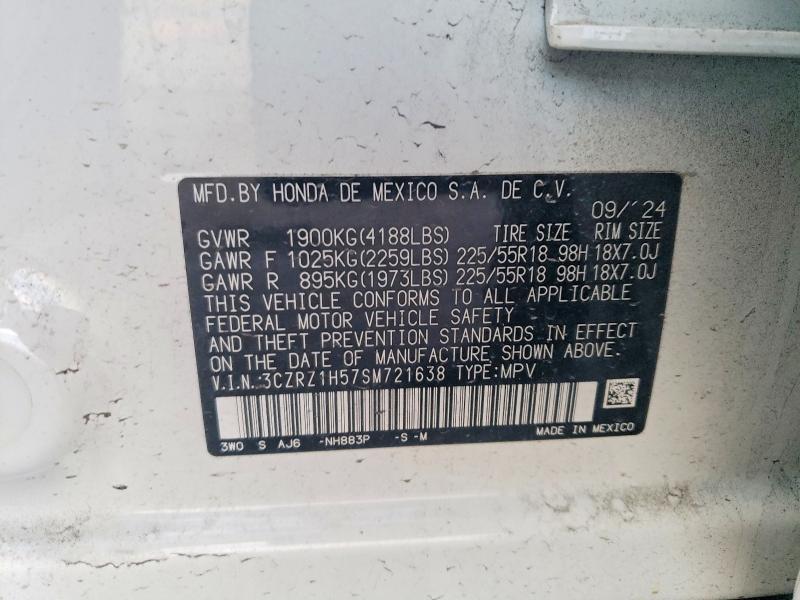 MFD.BY HONDA DE MEXICO S.A. DE C.V.
09/'24
GVWR 1900KG(4188LBS) TIRE SIZE RIM SIZE
GAWR F 1025KG(2259LBS) 225/55R18 98H 18X7.0J
GAWR R 895KG(1973LBS) 225/55R18 98H 18X7.0J
THIS VEHICLE CONFORMS TO ALL APPLICABLE
FEDERAL MOTOR VEHICLE SAFETY
AND THEFT PREVENTION STANDARDS IN EFFECT
ON THE DATE OF MANUFACTURE SHOWN ABOVE.
V.I.N. 3CZRZ1H57SM721638 TYPE:MPV
3W0 S AJ6 -NH883P -S -M MADE IN MEXICO